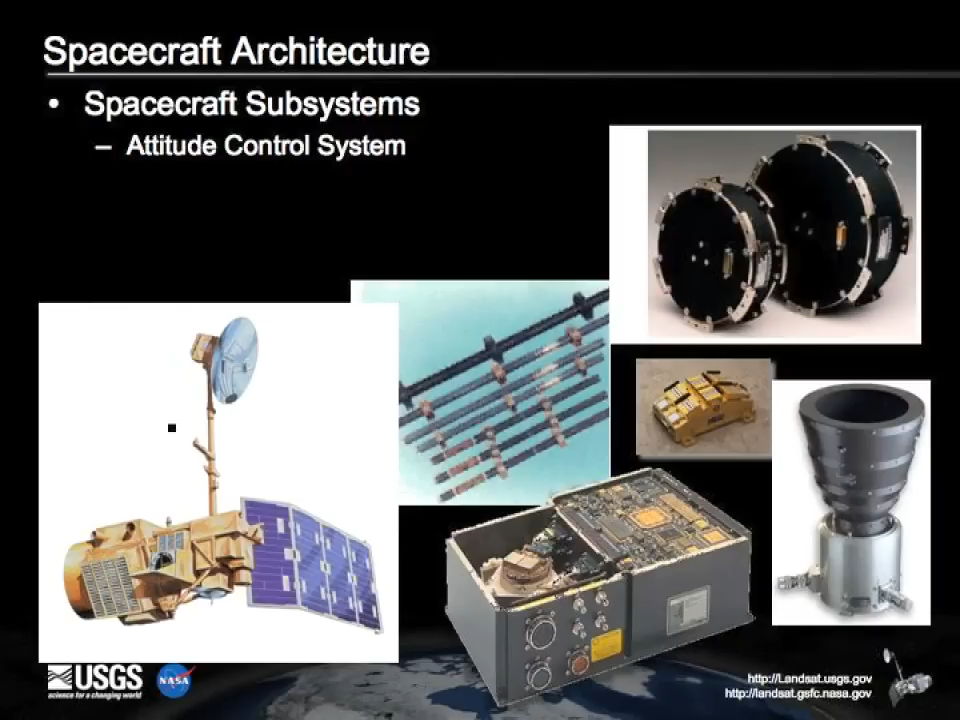 Spacecraft Architecture
• Spacecraft Subsystems
– Attitude Control System
USGS
science for a changing world
NASA
http://Landsat.usgs.gov
http://landsat.gsfc.nasa.gov